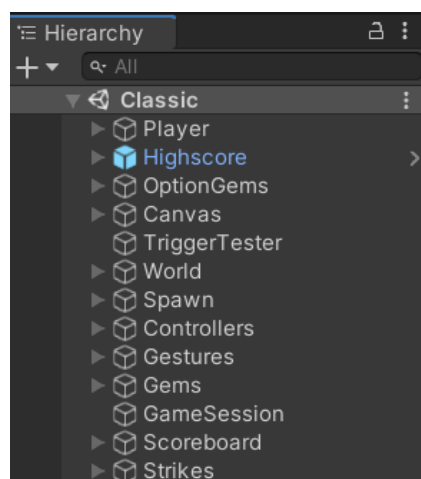 Hierarchy
All
Classic
Player
Highscore
OptionGems
Canvas
TriggerTester
World
Spawn
Controllers
Gestures
Gems
GameSession
Scoreboard
Strikes